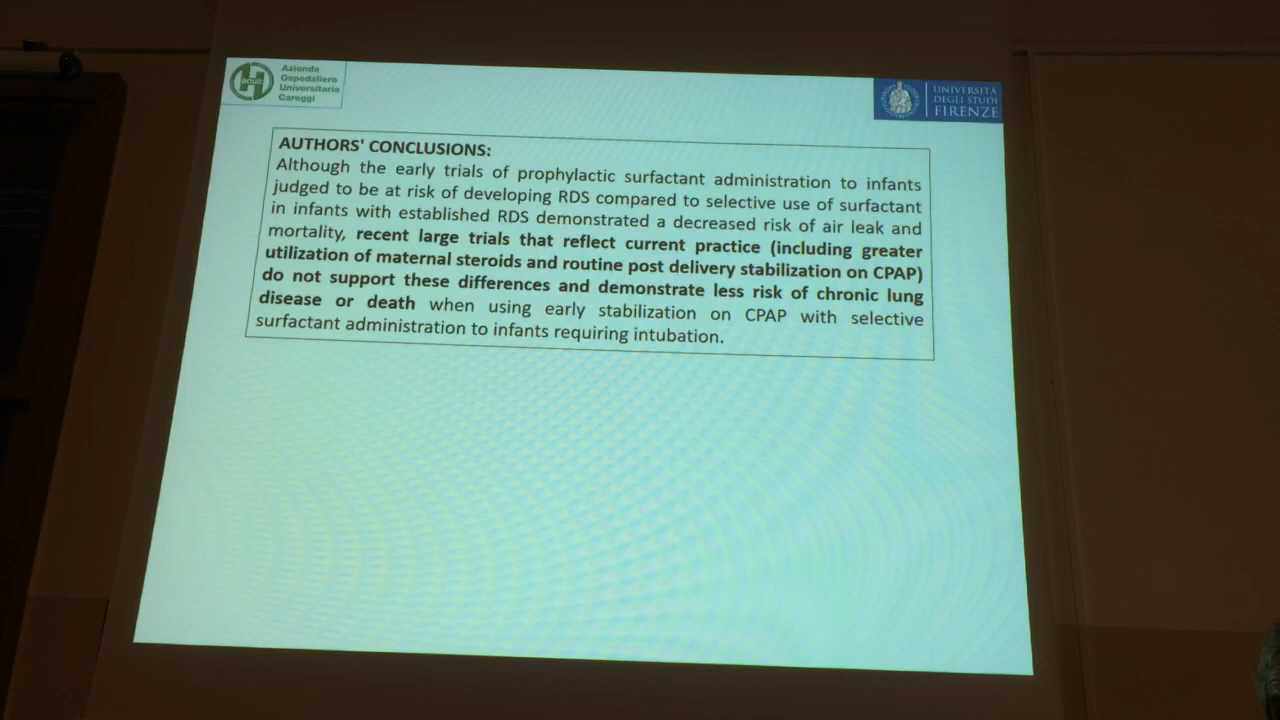 Azienda
Ospedaliero
Universitaria
Careggi
UNIVERSITÀ
DEGLI STUDI
FIRENZE
AUTHORS' CONCLUSIONS:
Although the early trials of prophylactic surfactant administration to infants
judged to be at risk of developing RDS compared to selective use of surfactant
in infants with established RDS demonstrated a decreased risk of air leak and
mortality, recent large trials that reflect current practice (including greater
utilization of maternal steroids and routine post delivery stabilization on CPAP)
do not support these differences and demonstrate less risk of chronic lung
disease or death when using early stabilization on CPAP with selective
surfactant administration to infants requiring intubation.